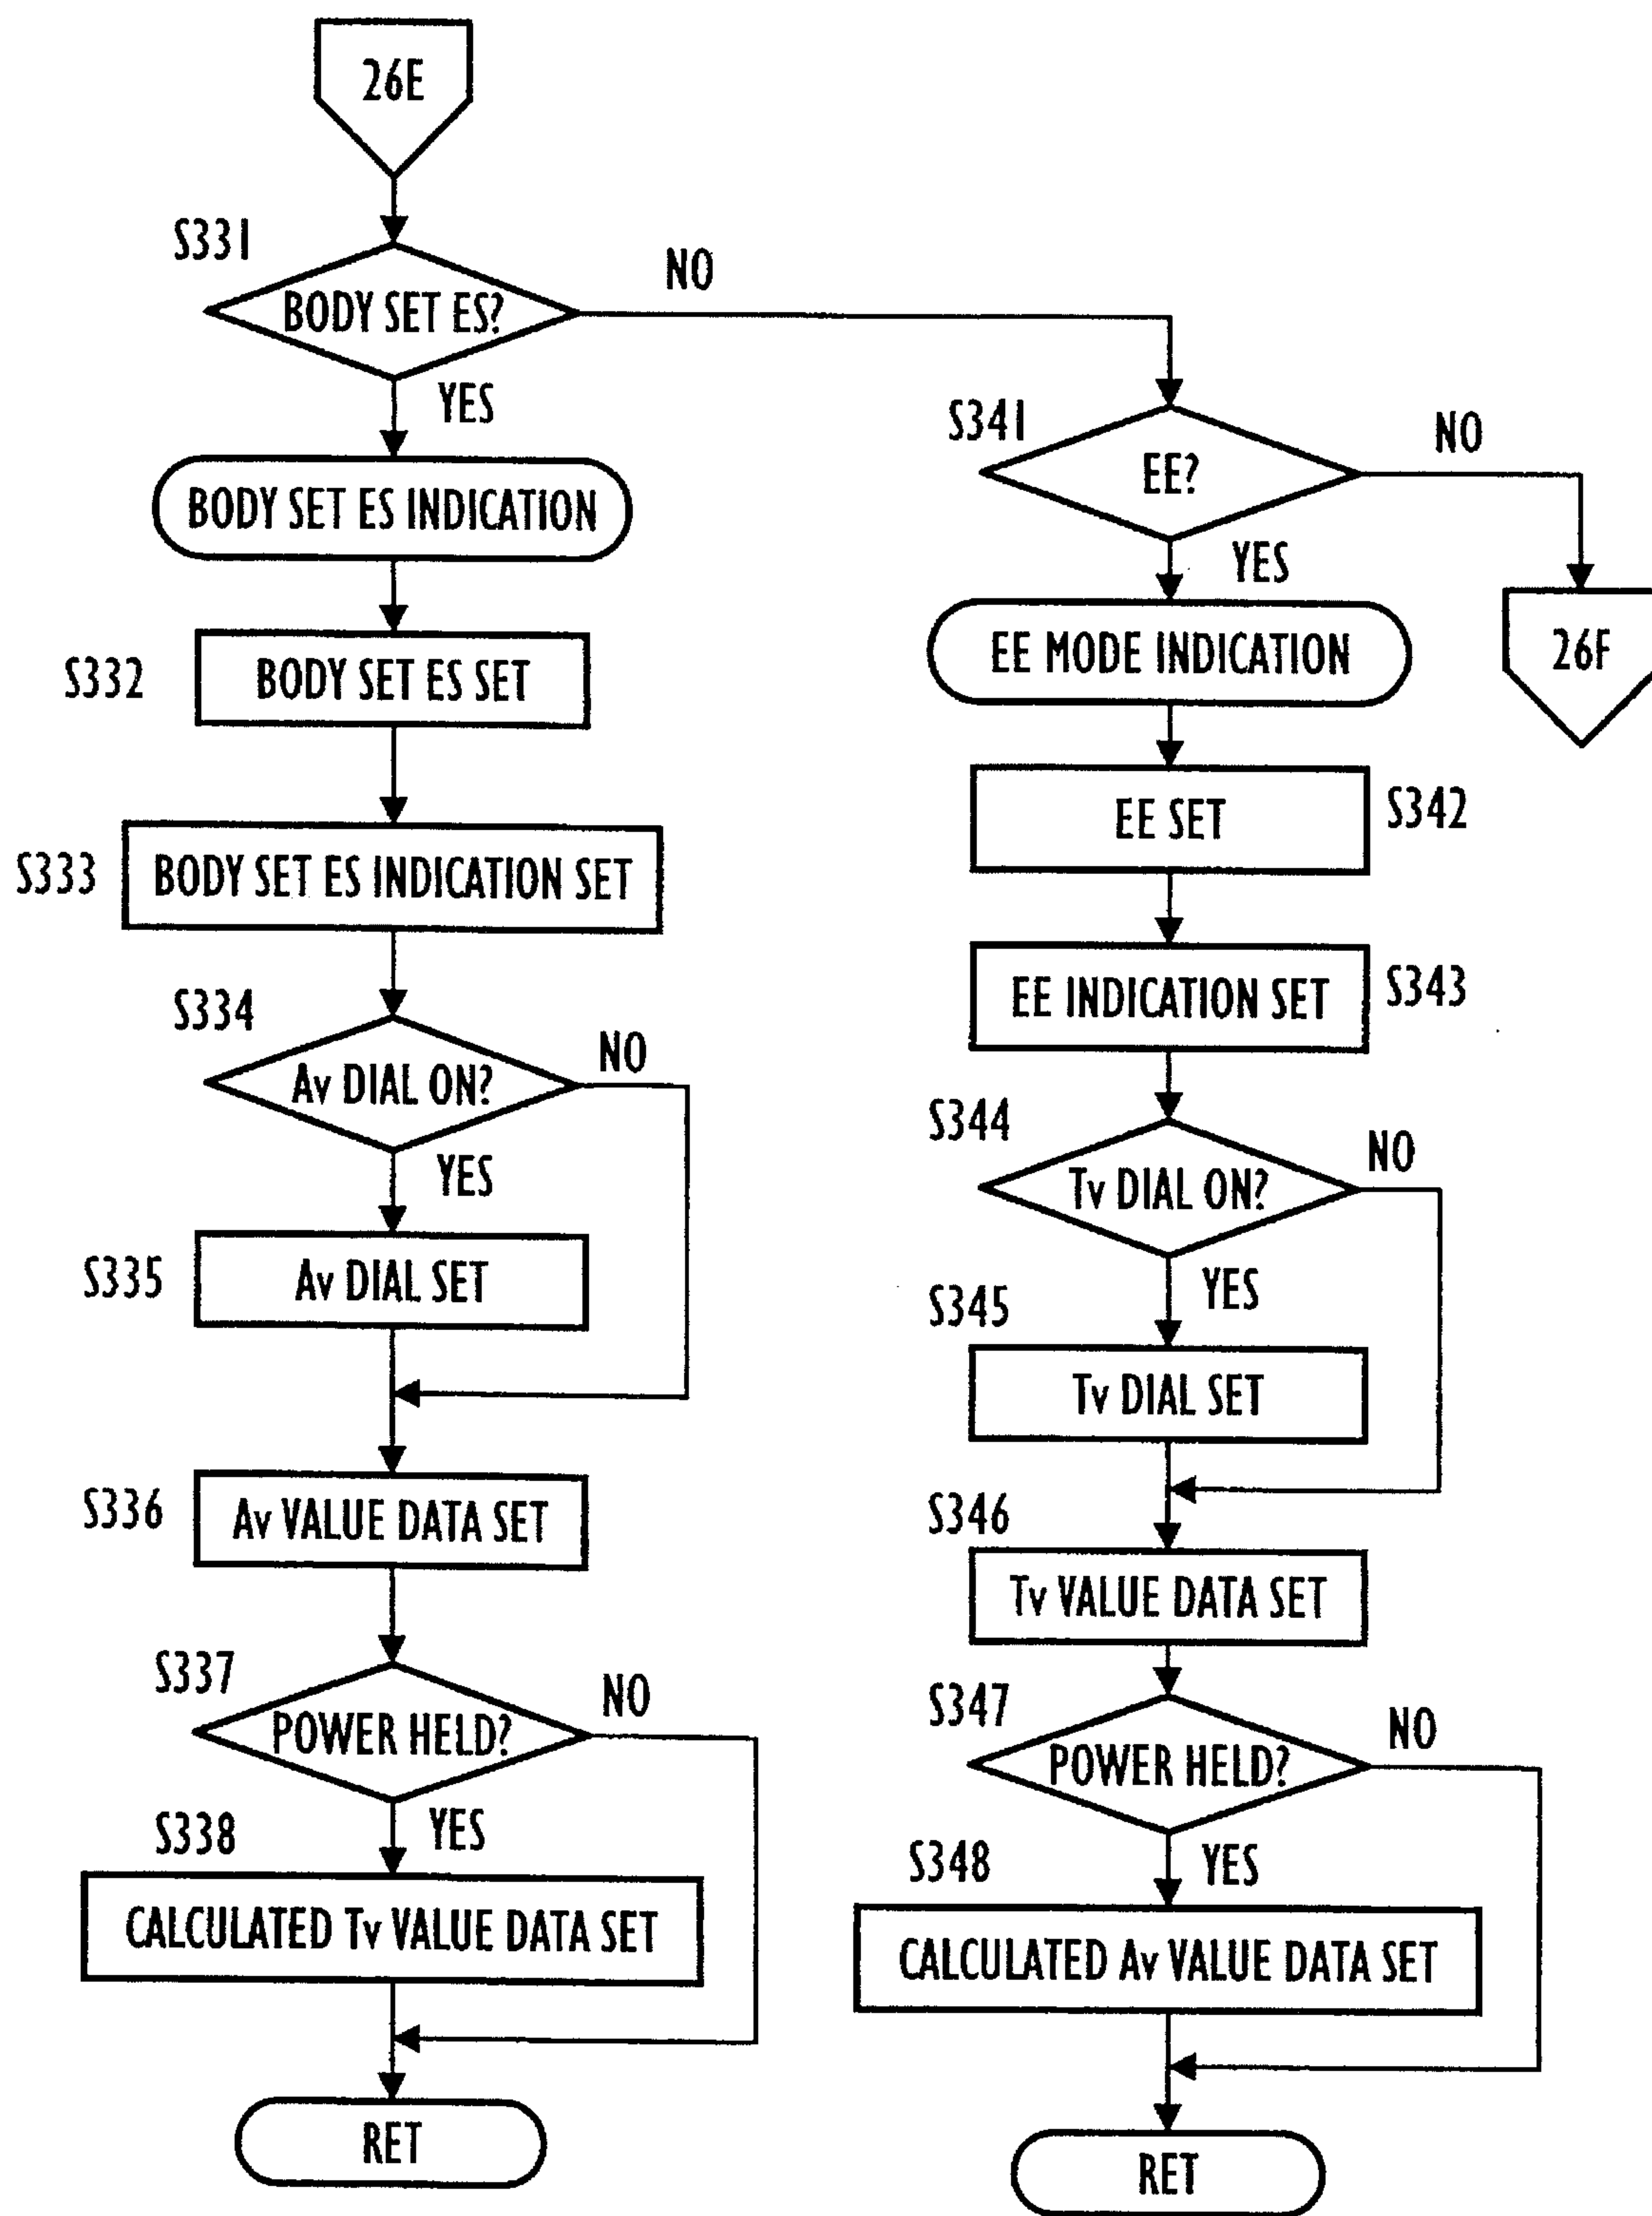 26E
S331
BODY SET ES?
NO
YES
BODY SET ES INDICATION
S332
BODY SET ES SET
S333
BODY SET ES INDICATION SET
S334
Av DIAL ON?
NO
YES
S335
Av DIAL SET
S336
Av VALUE DATA SET
S337
POWER HELD?
NO
YES
S338
CALCULATED Tv VALUE DATA SET
RET
S341
EE?
NO
YES
26F
EE MODE INDICATION
EE SET
S342
EE INDICATION SET
S343
S344
Tv DIAL ON?
NO
YES
S345
Tv DIAL SET
S346
Tv VALUE DATA SET
S347
POWER HELD?
NO
YES
S348
CALCULATED Av VALUE DATA SET
RET